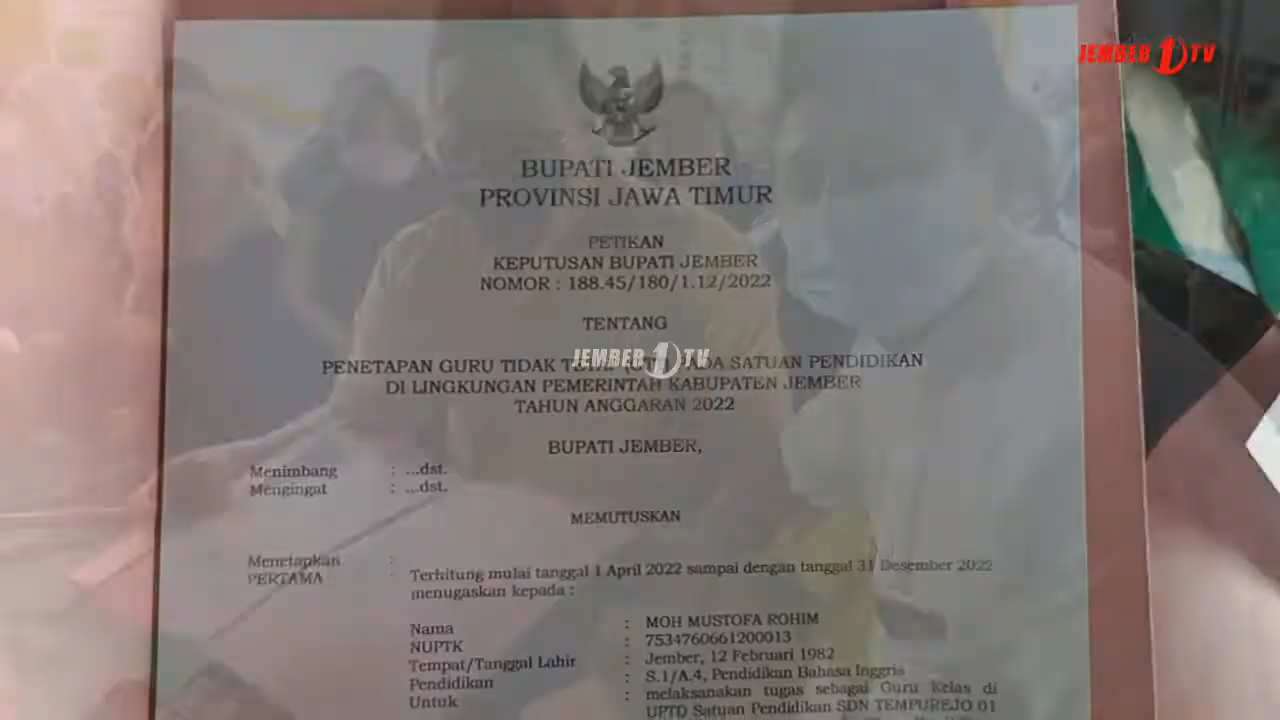 JEMBER 1 TV
BUPATI JEMBER
PROVINSI JAWA TIMUR
PETIKAN
KEPUTUSAN BUPATI JEMBER
NOMOR : 188.45/180/1.12/2022
TENTANG
JEMBER 1 TV
PENETAPAN GURU TIDAK PADA SATUAN PENDIDIKAN
DI LINGKUNGAN PEMERINTAH KABUPATEN JEMBER
TAHUN ANGGARAN 2022
BUPATI JEMBER,
Menimbang : ...dst.
Mengingat : ...dst.
MEMUTUSKAN
Menetapkan :
PERTAMA : Terhitung mulai tanggal 1 April 2022 sampai dengan tanggal 31 Desember 2022
menugaskan kepada :
Nama : MOH MUSTOFA ROHIM
NUPTK : 7534760661200013
Tempat/Tanggal Lahir : Jember, 12 Februari 1982
Pendidikan : S.1/A.4, Pendidikan Bahasa Inggris
Untuk : melaksanakan tugas sebagai Guru Kelas di
UPTD Satuan Pendidikan SDN TEMPUREJO 01